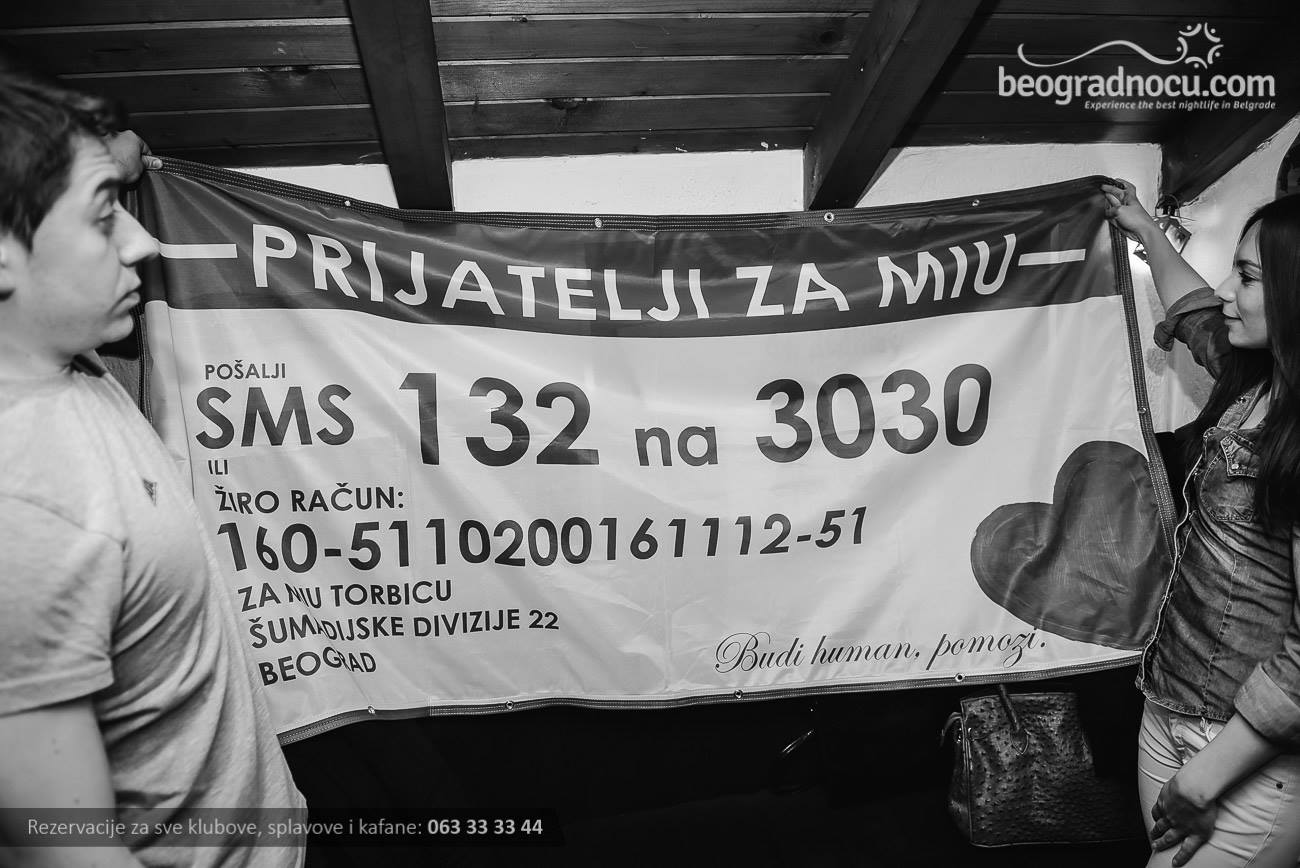 beogradnocu.com
Experience the best nightlife in Belgrade
PRIJATELJI ZA MIU
POŠALJI
SMS 132 na 3030
ILI
ŽIRO RAČUN:
160-5110200161112-51
ZA MIU TORBICU
ŠUMADIJSKE DIVIZIJE 22
BEOGRAD
Budi human, pomozi.
Rezervacije za sve klubove, splavove i kafane: 063 33 33 44